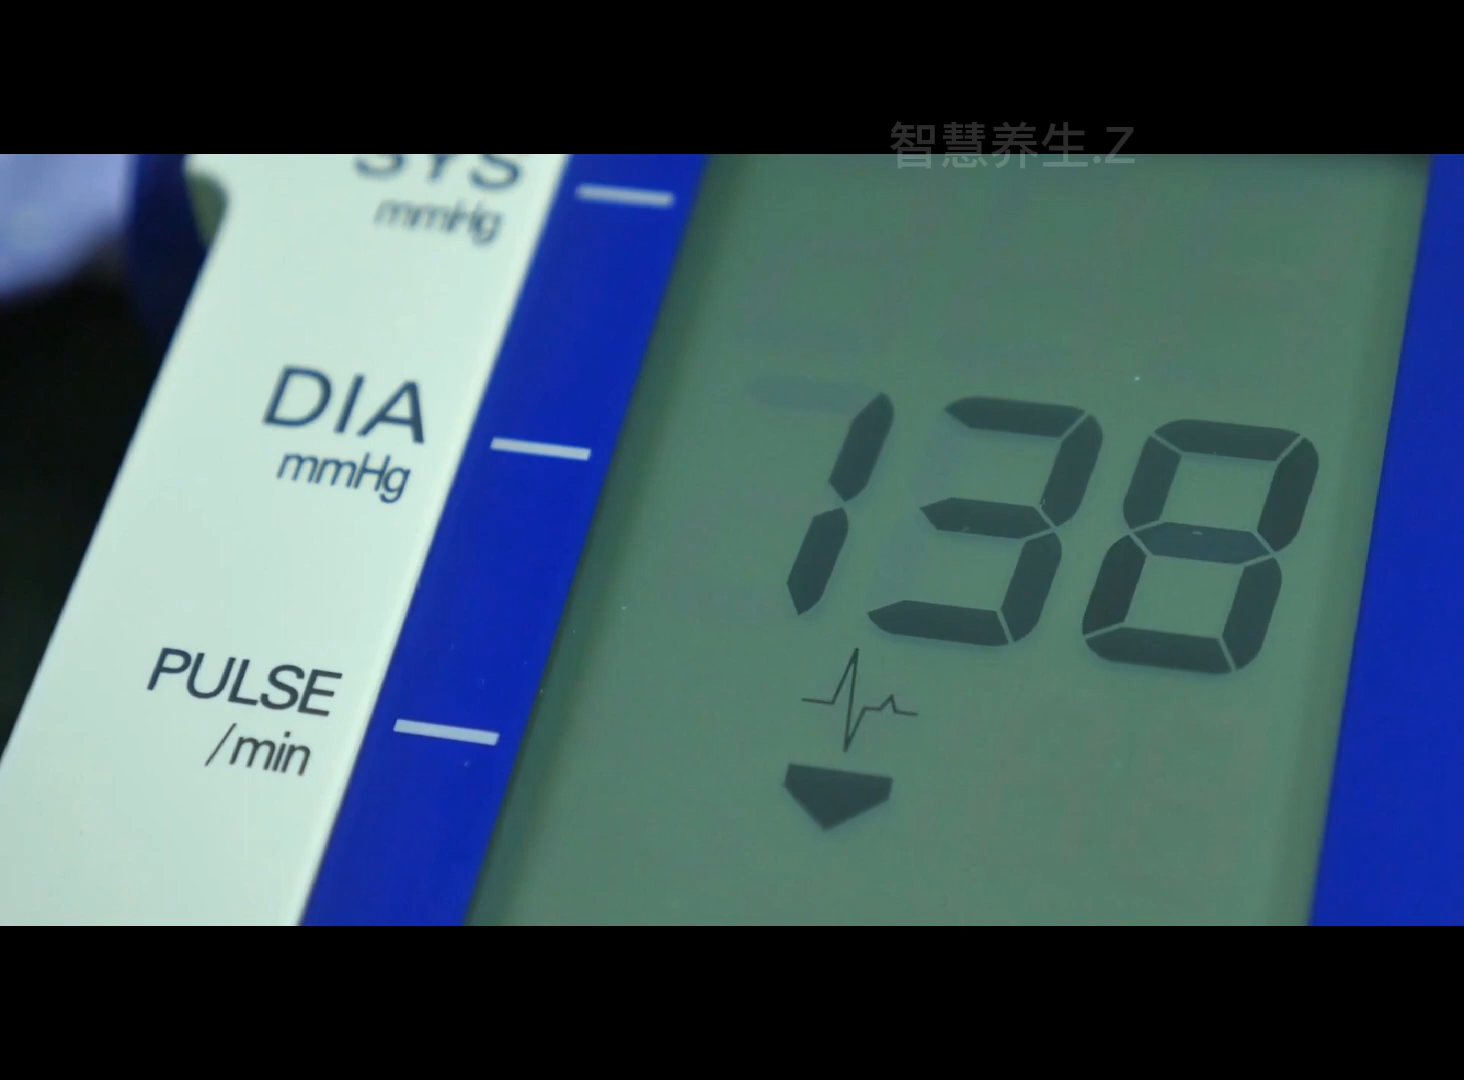 智慧养生.Z
SYS
mmHg
DIA
mmHg
138
PULSE
/min